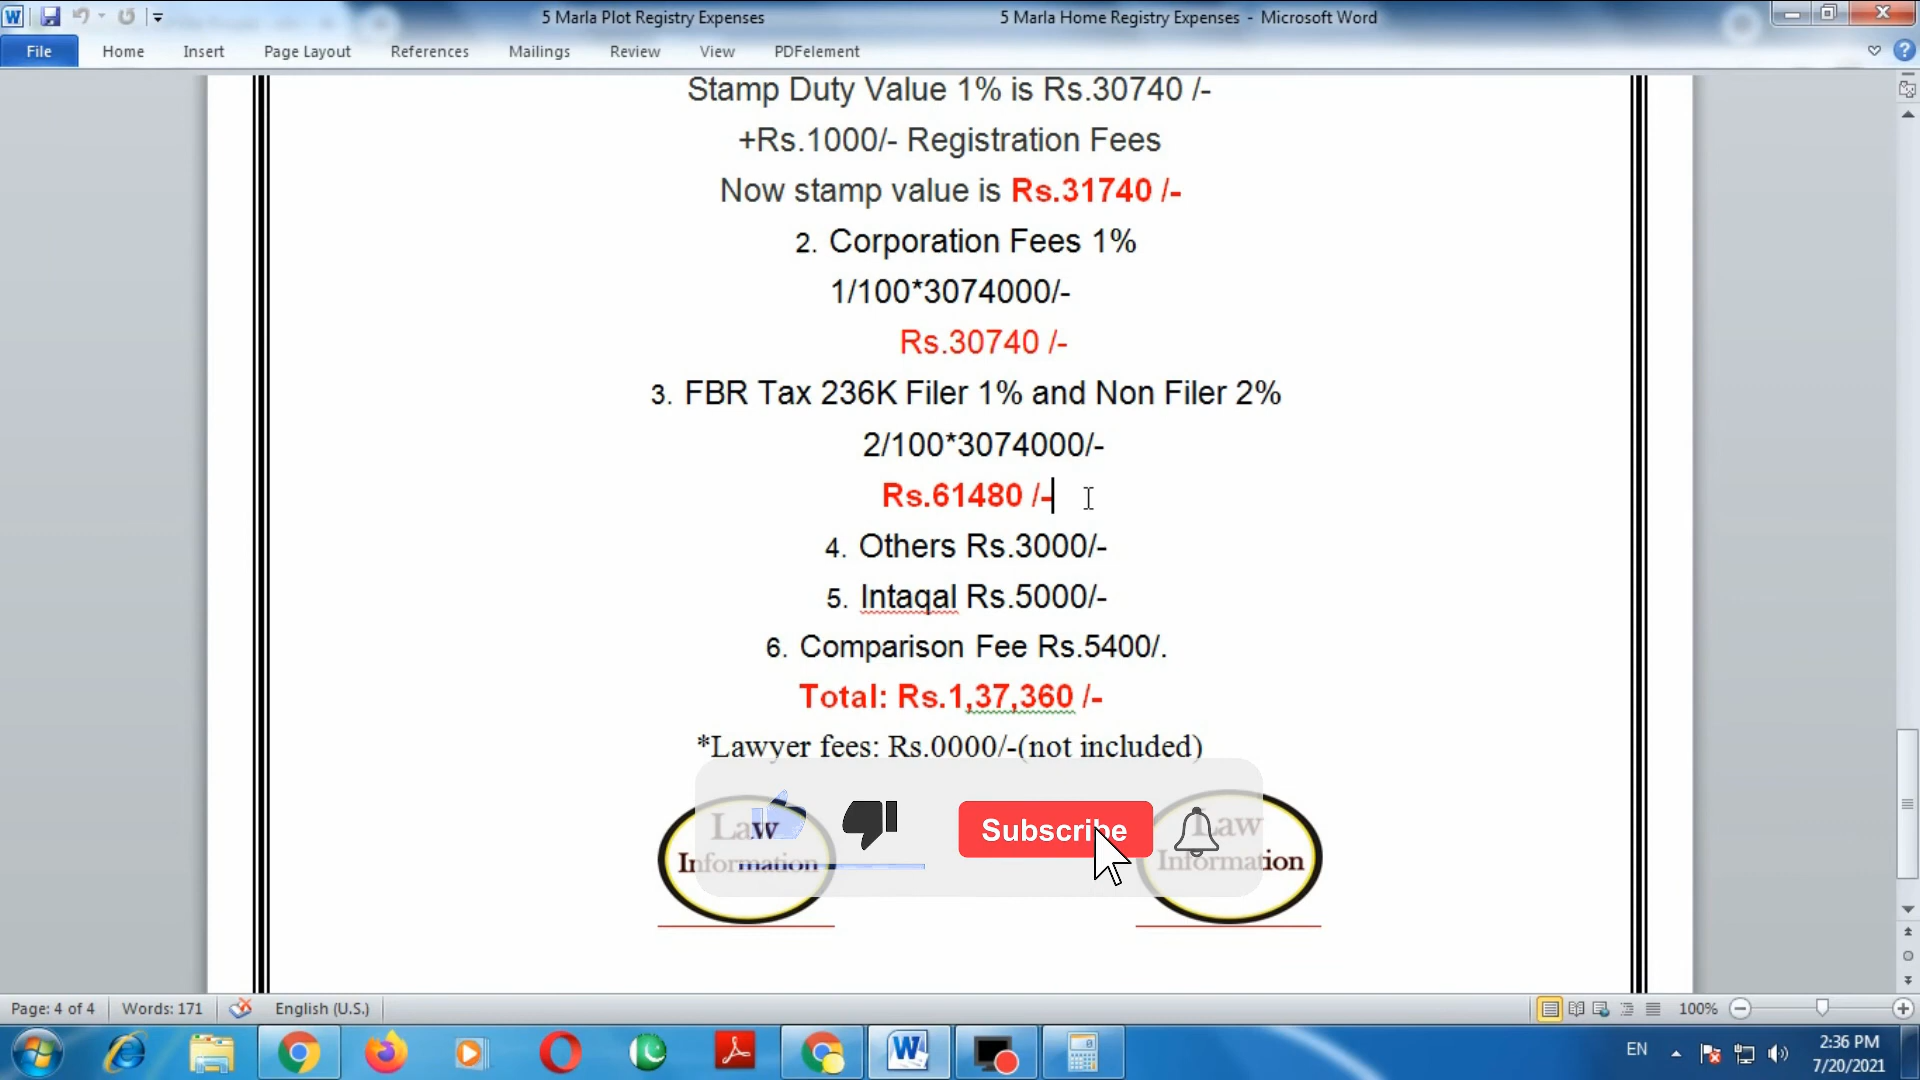 5 Marla Plot Registry Expenses 5 Marla Home Registry Expenses - Microsoft Word
File Home Insert Page Layout References Mailings Review View PDFelement
Stamp Duty Value 1% is Rs.30740 /-
+Rs.1000/- Registration Fees
Now stamp value is Rs.31740 /-
2. Corporation Fees 1%
1/100*3074000/-
Rs.30740 /-
3. FBR Tax 236K Filer 1% and Non Filer 2%
2/100*3074000/-
Rs.61480 /-
4. Others Rs.3000/-
5. Intaqal Rs.5000/-
6. Comparison Fee Rs.5400/.
Total: Rs.1,37,360 /-
*Lawyer fees: Rs.0000/-(not included)
Law
Information
Subscribe
Law
Information
Page: 4 of 4 Words: 171 English (U.S.) 100%
EN 2:36 PM
7/20/2021